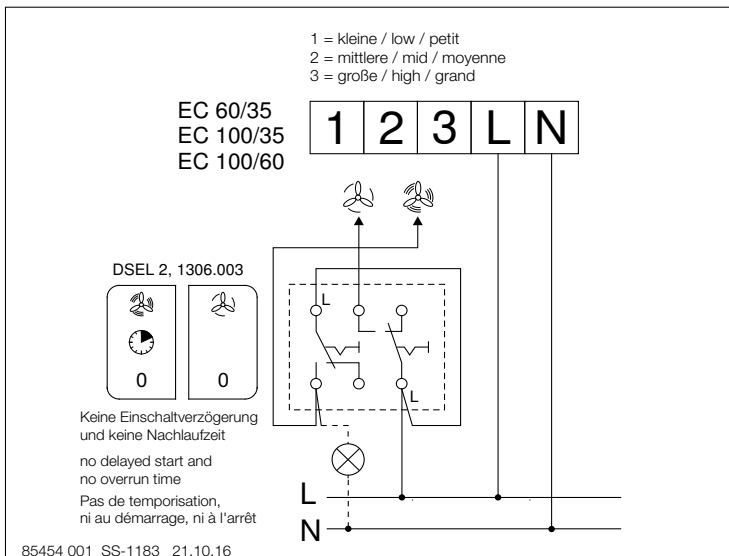 1 = kleine / low / petit
2 = mittlere / mid / moyenne
3 = große / high / grand
EC 60/35
EC 100/35
EC 100/60
1 2 3 L N
DSEL 2, 1306.003
0 0
L
L
Keine Einschaltverzögerung
und keine Nachlaufzeit
no delayed start and
no overrun time
Pas de temporisation,
ni au démarrage, ni à l'arrêt
L
N
85454 001 SS-1183 21.10.16